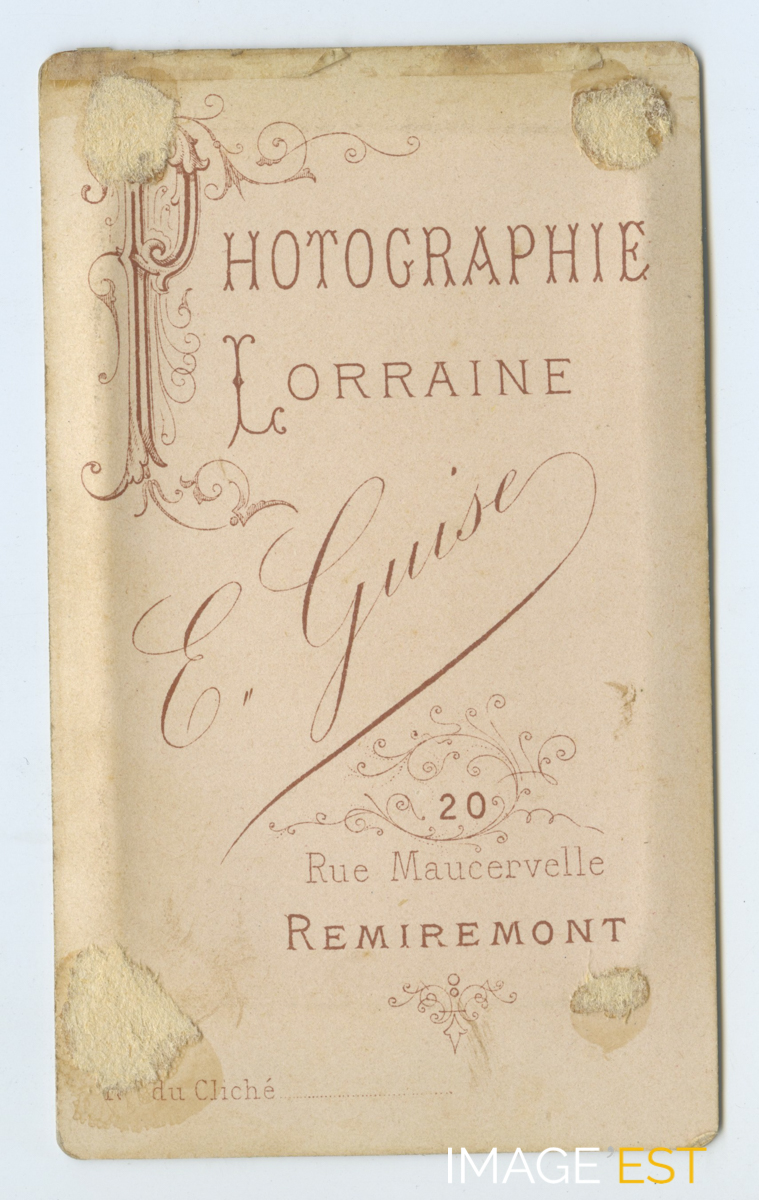 PHOTOGRAPHIE
LORRAINE
E. Guise
20
Rue Maucervelle
REMIREMONT
du Cliché
IMAGE EST